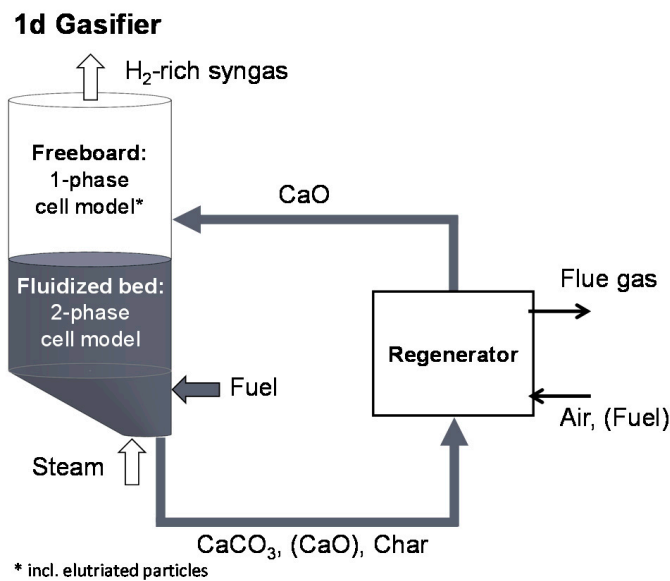 1d Gasifier
H₂-rich syngas
Freeboard:
1-phase
cell model*
CaO
Fluidized bed:
2-phase
cell model
Flue gas
Regenerator
Fuel
Air, (Fuel)
Steam
CaCO₃, (CaO), Char
* incl. elutriated particles